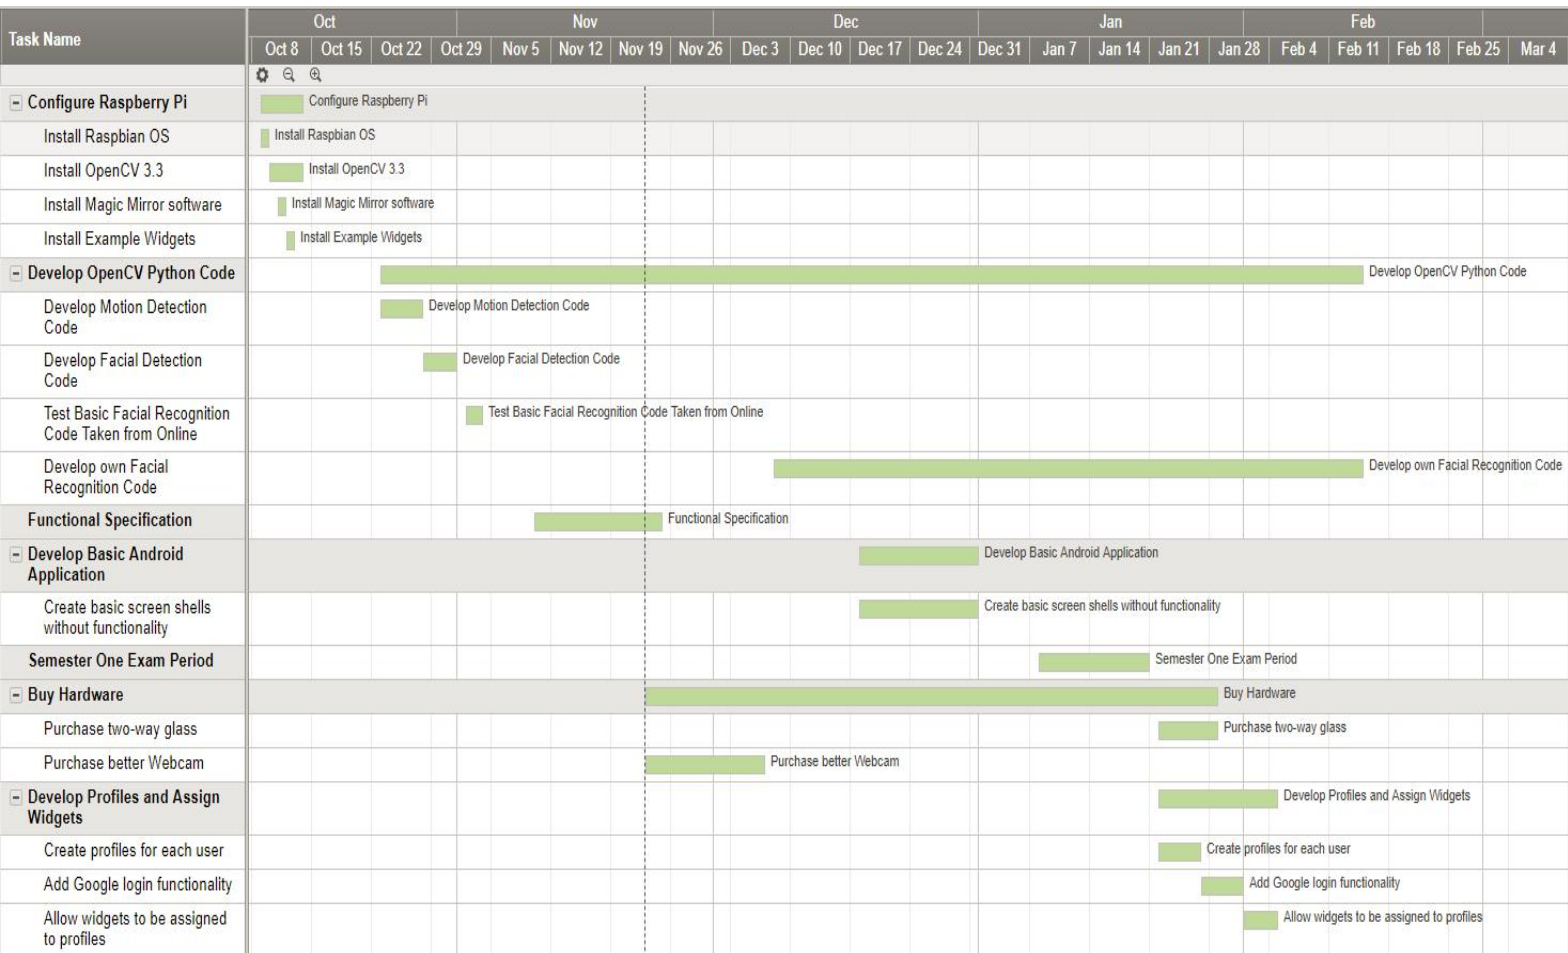 Task Name
Oct Nov Dec Jan Feb
Oct 8 Oct 15 Oct 22 Oct 29 Nov 5 Nov 12 Nov 19 Nov 26 Dec 3 Dec 10 Dec 17 Dec 24 Dec 31 Jan 7 Jan 14 Jan 21 Jan 28 Feb 4 Feb 11 Feb 18 Feb 25 Mar 4
Configure Raspberry Pi Configure Raspberry Pi
Install Raspbian OS Install Raspbian OS
Install OpenCV 3.3 Install OpenCV 3.3
Install Magic Mirror software Install Magic Mirror software
Install Example Widgets Install Example Widgets
Develop OpenCV Python Code Develop OpenCV Python Code
Develop Motion Detection Develop Motion Detection Code
Code
Develop Facial Detection Develop Facial Detection Code
Code
Test Basic Facial Recognition Test Basic Facial Recognition Code Taken from Online
Code Taken from Online
Develop own Facial Develop own Facial Recognition Code
Recognition Code
Functional Specification Functional Specification
Develop Basic Android Develop Basic Android Application
Application
Create basic screen shells Create basic screen shells without functionality
without functionality
Semester One Exam Period Semester One Exam Period
Buy Hardware Buy Hardware
Purchase two-way glass Purchase two-way glass
Purchase better Webcam Purchase better Webcam
Develop Profiles and Assign Develop Profiles and Assign Widgets
Widgets
Create profiles for each user Create profiles for each user
Add Google login functionality Add Google login functionality
Allow widgets to be assigned Allow widgets to be assigned to profiles
to profiles